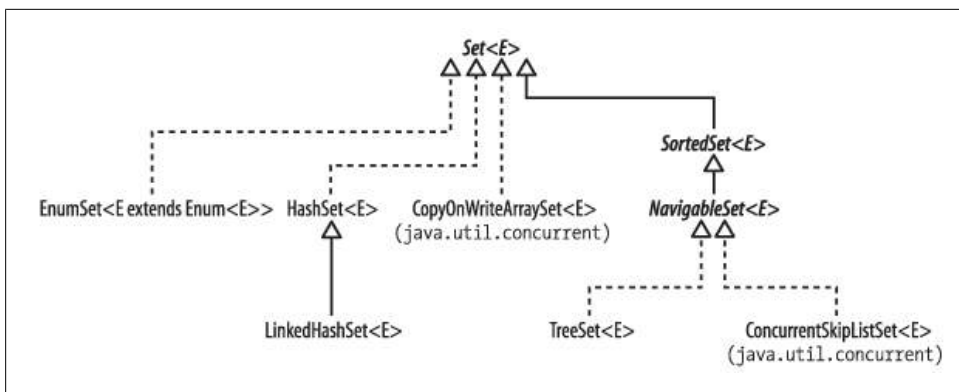 Set<E>
SortedSet<E>
EnumSet<E extends Enum<E>> HashSet<E> CopyOnWriteArraySet<E> NavigableSet<E>
(java.util.concurrent)
LinkedHashSet<E> TreeSet<E> ConcurrentSkipListSet<E>
(java.util.concurrent)